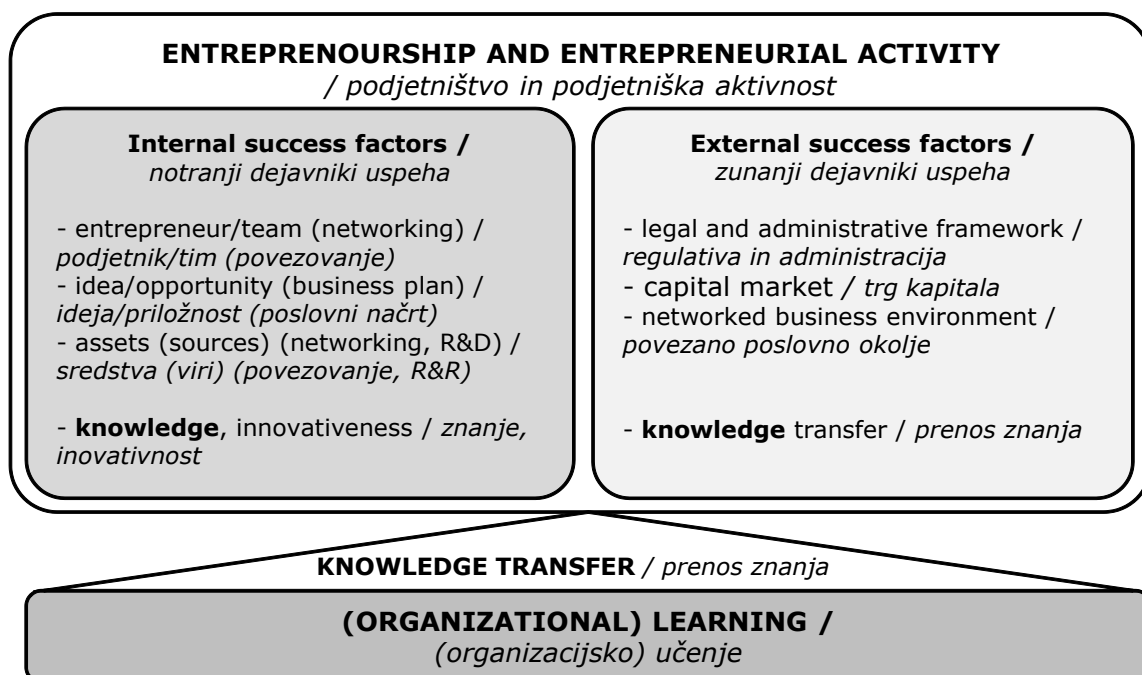 ENTREPRENOURSHIP AND ENTREPRENEURIAL ACTIVITY
/ podjetništvo in podjetniška aktivnost
Internal success factors /
notranji dejavniki uspeha
- entrepreneur/team (networking) /
podjetnik/tim (povezovanje)
- idea/opportunity (business plan) /
ideja/priložnost (poslovni načrt)
- assets (sources) (networking, R&D) /
sredstva (viri) (povezovanje, R&R)
- knowledge, innovativeness / znanje,
inovativnost
External success factors /
zunanji dejavniki uspeha
- legal and administrative framework /
regulativa in administracija
- capital market / trg kapitala
- networked business environment /
povezano poslovno okolje
- knowledge transfer / prenos znanja
KNOWLEDGE TRANSFER / prenos znanja
(ORGANIZATIONAL) LEARNING /
(organizacijsko) učenje